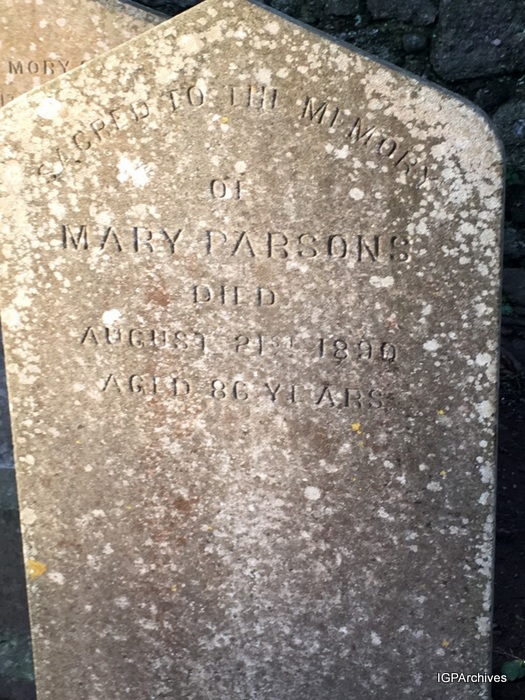 MORY
SACRED TO THE MEMORY
OF
MARY PARSONS
DIED
AUGUST 21ST 1890
AGED 86 YEARS
IGPArchives